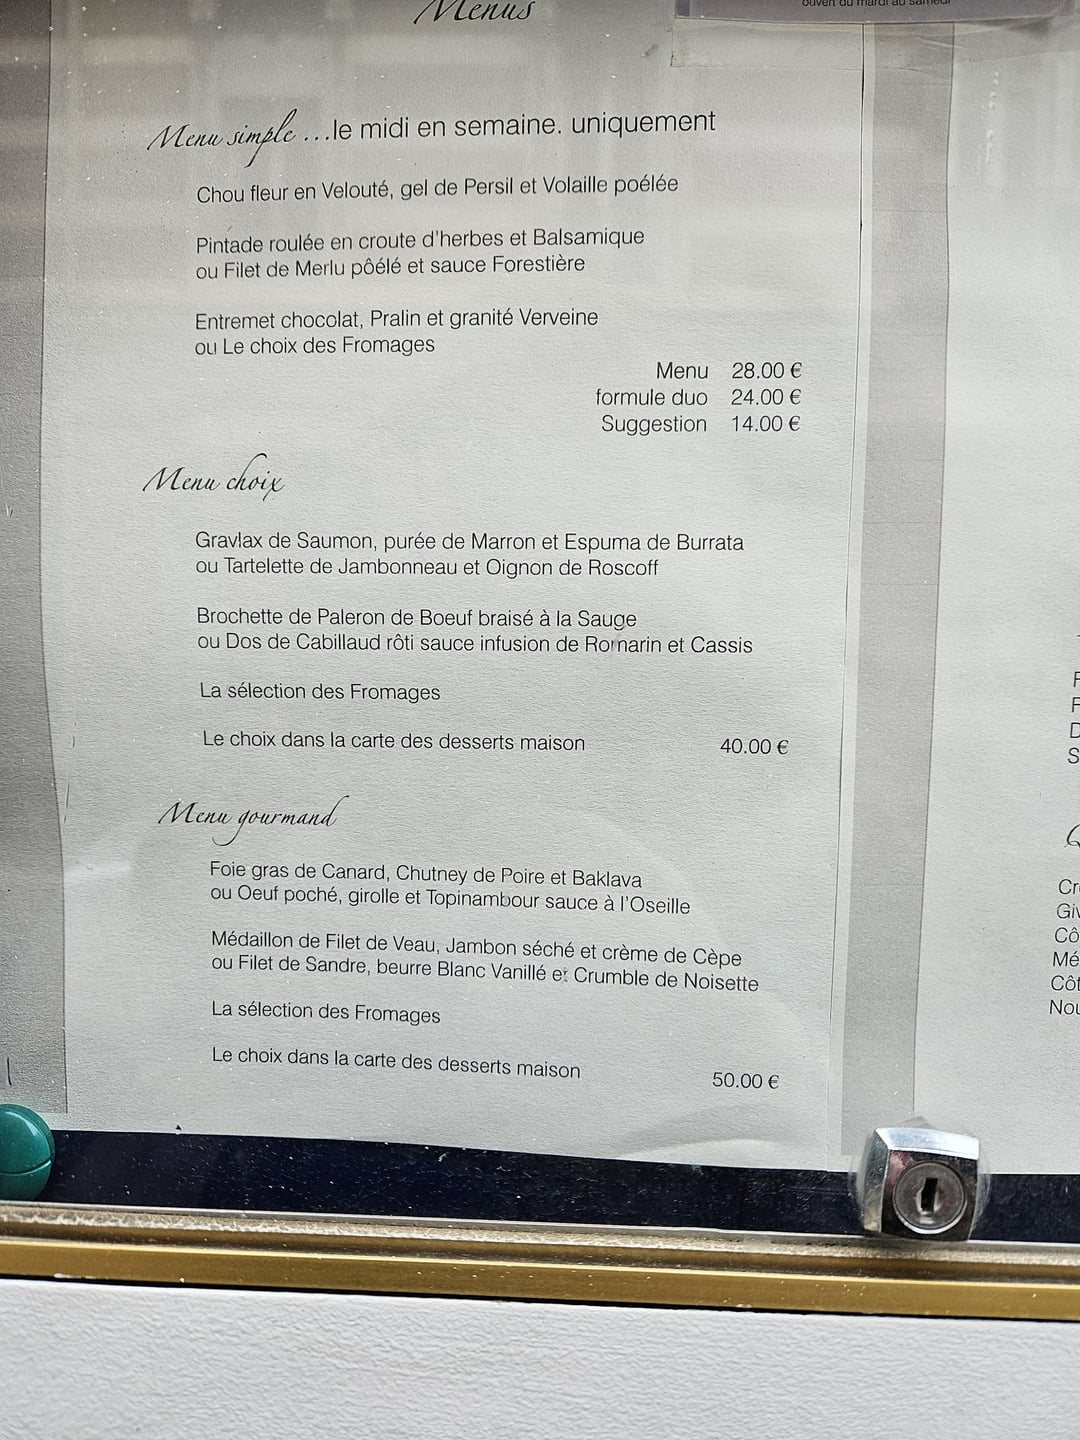 ouvert du mardi au samedi
Menus
Menu simple ...le midi en semaine. uniquement
Chou fleur en Velouté, gel de Persil et Volaille poélée
Pintade roulée en croute d'herbes et Balsamique
ou Filet de Merlu pôélé et sauce Forestière
Entremet chocolat, Pralin et granité Verveine
ou Le choix des Fromages
Menu 28.00 €
formule duo 24.00 €
Suggestion 14.00 €
Menu choix
Gravlax de Saumon, purée de Marron et Espuma de Burrata
ou Tartelette de Jambonneau et Oignon de Roscoff
Brochette de Paleron de Boeuf braisé à la Sauge
ou Dos de Cabillaud rôti sauce infusion de Romarin et Cassis
La sélection des Fromages
Le choix dans la carte des desserts maison 40.00 €
Menu gourmand
Foie gras de Canard, Chutney de Poire et Baklava
ou Oeuf poché, girolle et Topinambour sauce à l'Oseille
Médaillon de Filet de Veau, Jambon séché et crème de Cèpe
ou Filet de Sandre, beurre Blanc Vanillé et Crumble de Noisette
La sélection des Fromages
Le choix dans la carte des desserts maison 50.00 €